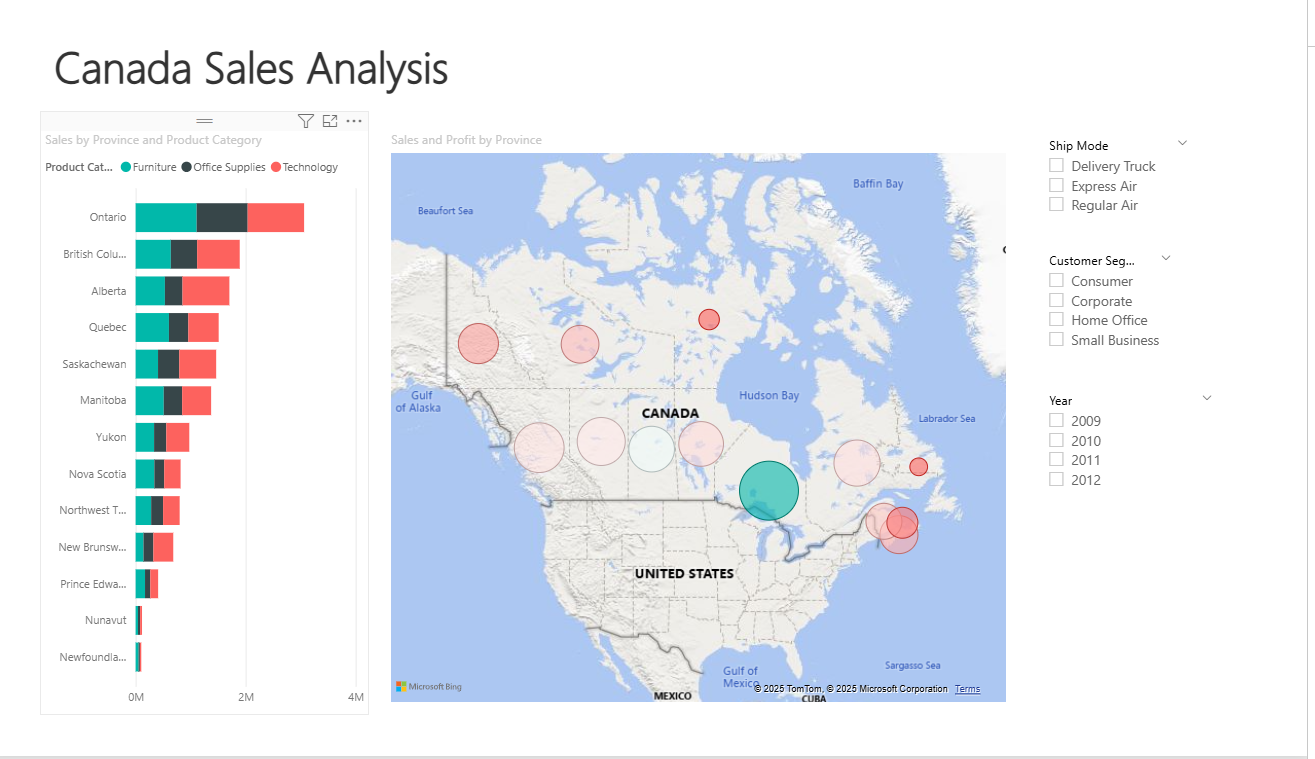 Canada Sales Analysis
Sales by Province and Product Category
Product Cat... Furniture Office Supplies Technology
Ontario
British Colu...
Alberta
Quebec
Saskachewan
Manitoba
Yukon
Nova Scotia
Northwest T...
New Brunsw...
Prince Edwa...
Nunavut
Newfoundla...
0M 2M 4M
Sales and Profit by Province
Baffin Bay
Beaufort Sea
Gulf
of Alaska
Hudson Bay
CANADA
Labrador Sea
UNITED STATES
Sargasso Sea
Gulf of
Mexico
MEXICO
CUBA
Microsoft Bing
© 2025 TomTom, © 2025 Microsoft Corporation Terms
Ship Mode
Delivery Truck
Express Air
Regular Air
Customer Seg...
Consumer
Corporate
Home Office
Small Business
Year
2009
2010
2011
2012